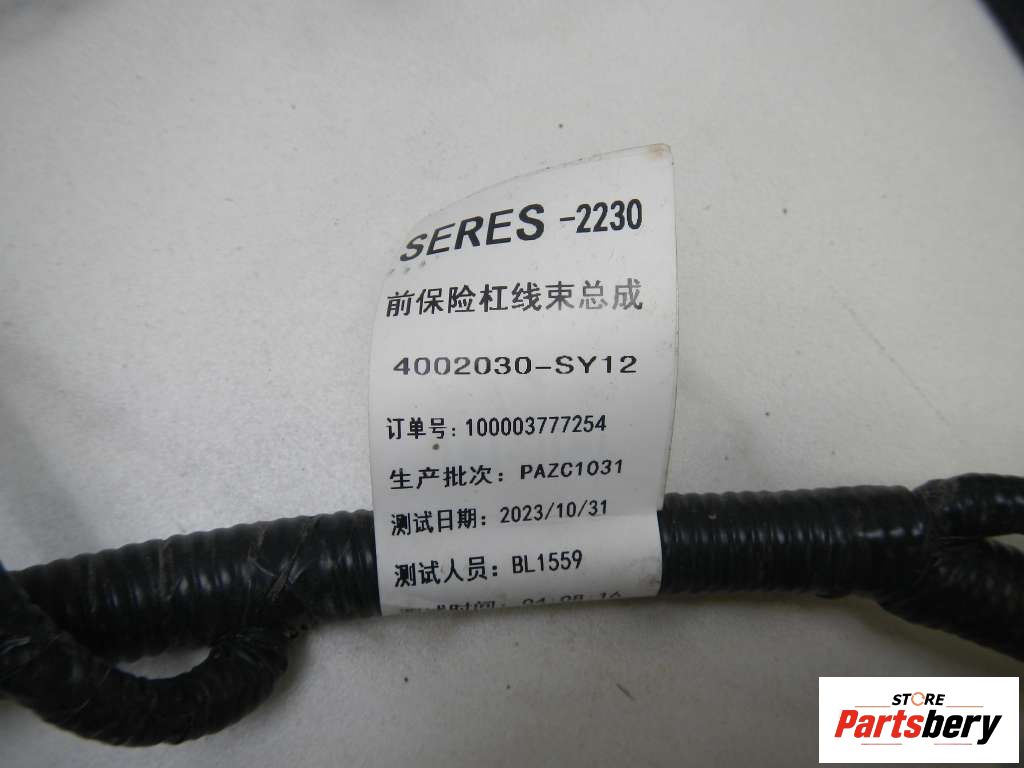 SERES -2230
前保险杠线束总成
4002030-SY12
订单号: 100003777254
生产批次: PAZC1031
测试日期: 2023/10/31
测试人员: BL1559
STORE
Partsbery